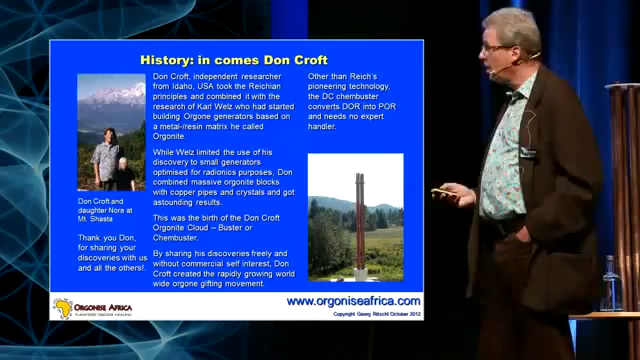 History: in comes Don Croft
Don Croft, independent researcher
from Idaho, USA took the Reichian
principles and combined it with the
research of Karl Welz who had started
building Orgone generators based on
a metal-/resin matrix he called
Orgonite.
While Welz limited the use of his
discovery to small generators
optimised for radionics purposes, Don
combined massive orgonite blocks
with copper pipes and crystals and got
astounding results.
This was the birth of the Don Croft
Orgonite Cloud – Buster or
Chembuster.
By sharing his discoveries freely and
without commercial self interest, Don
Croft created the rapidly growing world
wide orgone gifting movement.
Other than Reich's
pioneering technology,
the DC chembuster
converts DOR into POR
and needs no expert
handler.
Don Croft and
daughter Nora at
Mt. Shasta
Thank you Don,
for sharing your
discoveries with us
and all the others!.
ORGONISE AFRICA
PLANETARY ORGONE HEALING
www.orgoniseafrica.com
Copyright Georg Ritschl October 2012